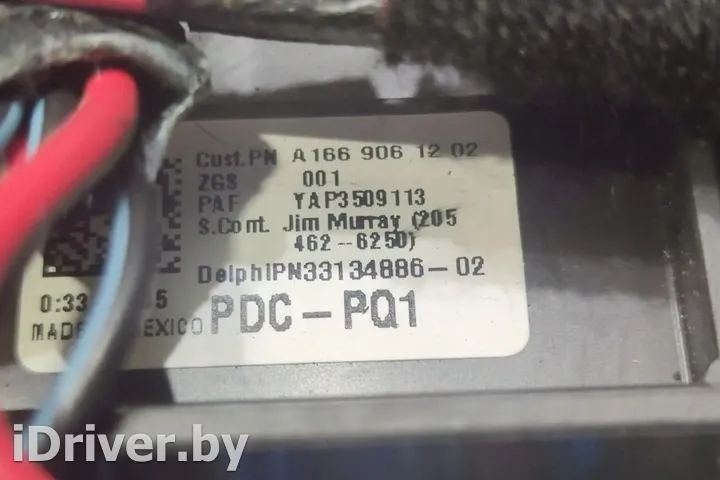 Cust.PN A 166 906 12 02
ZGS 001
PAF YAP3509113
S.Cont. Jim Murray (205
462-6250)
DelphiPN33134886-02
PDC-PQ1
iDriver.by